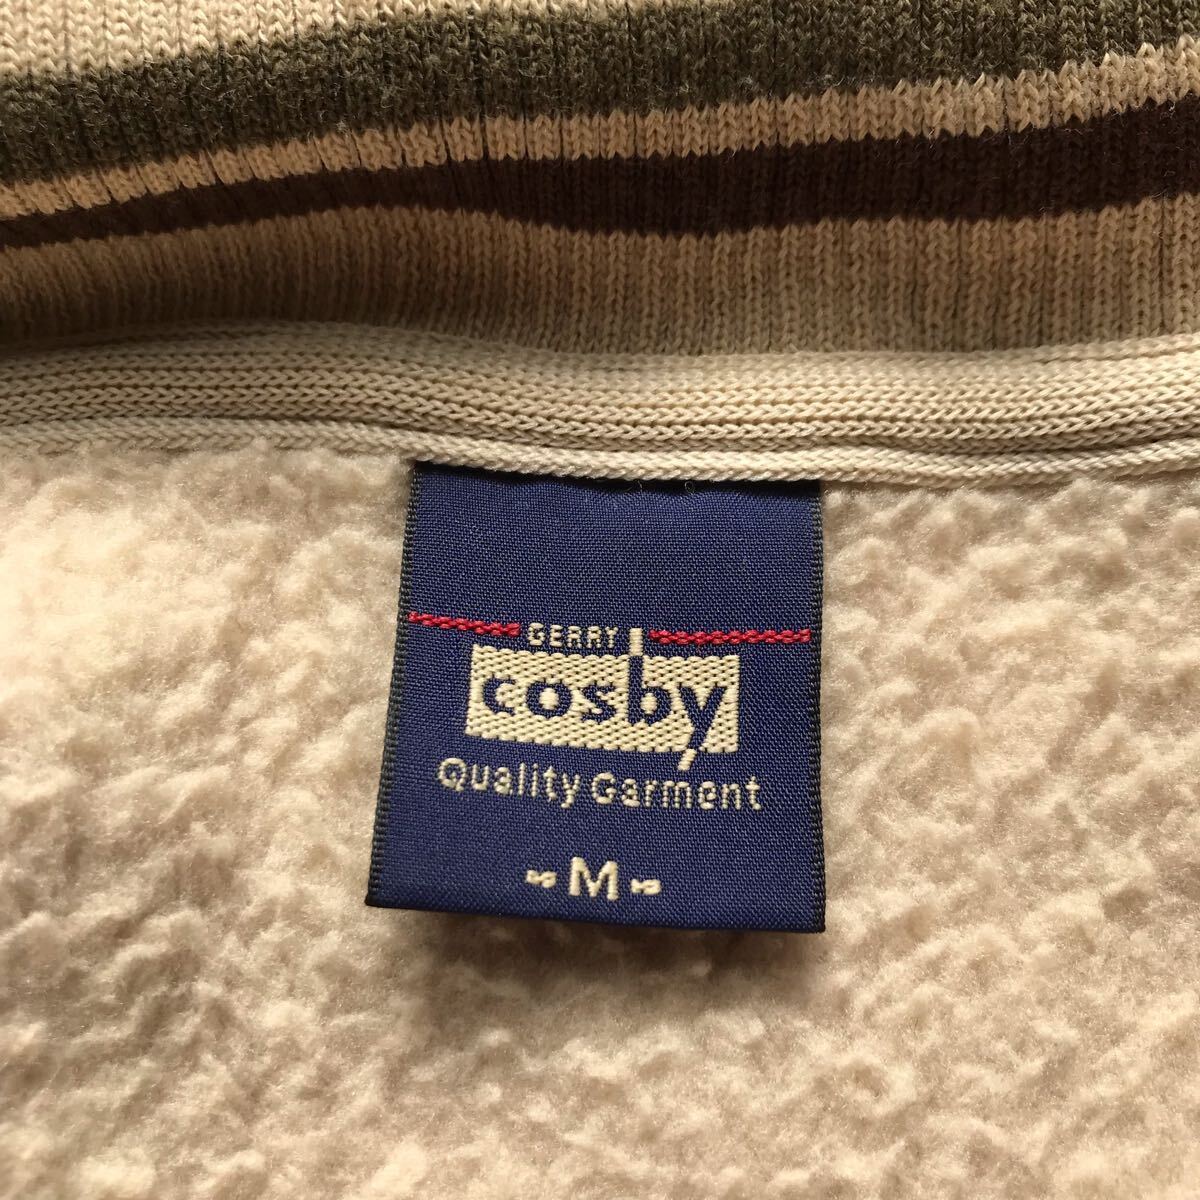 GERRY
cosby
Quality Garment
~M~